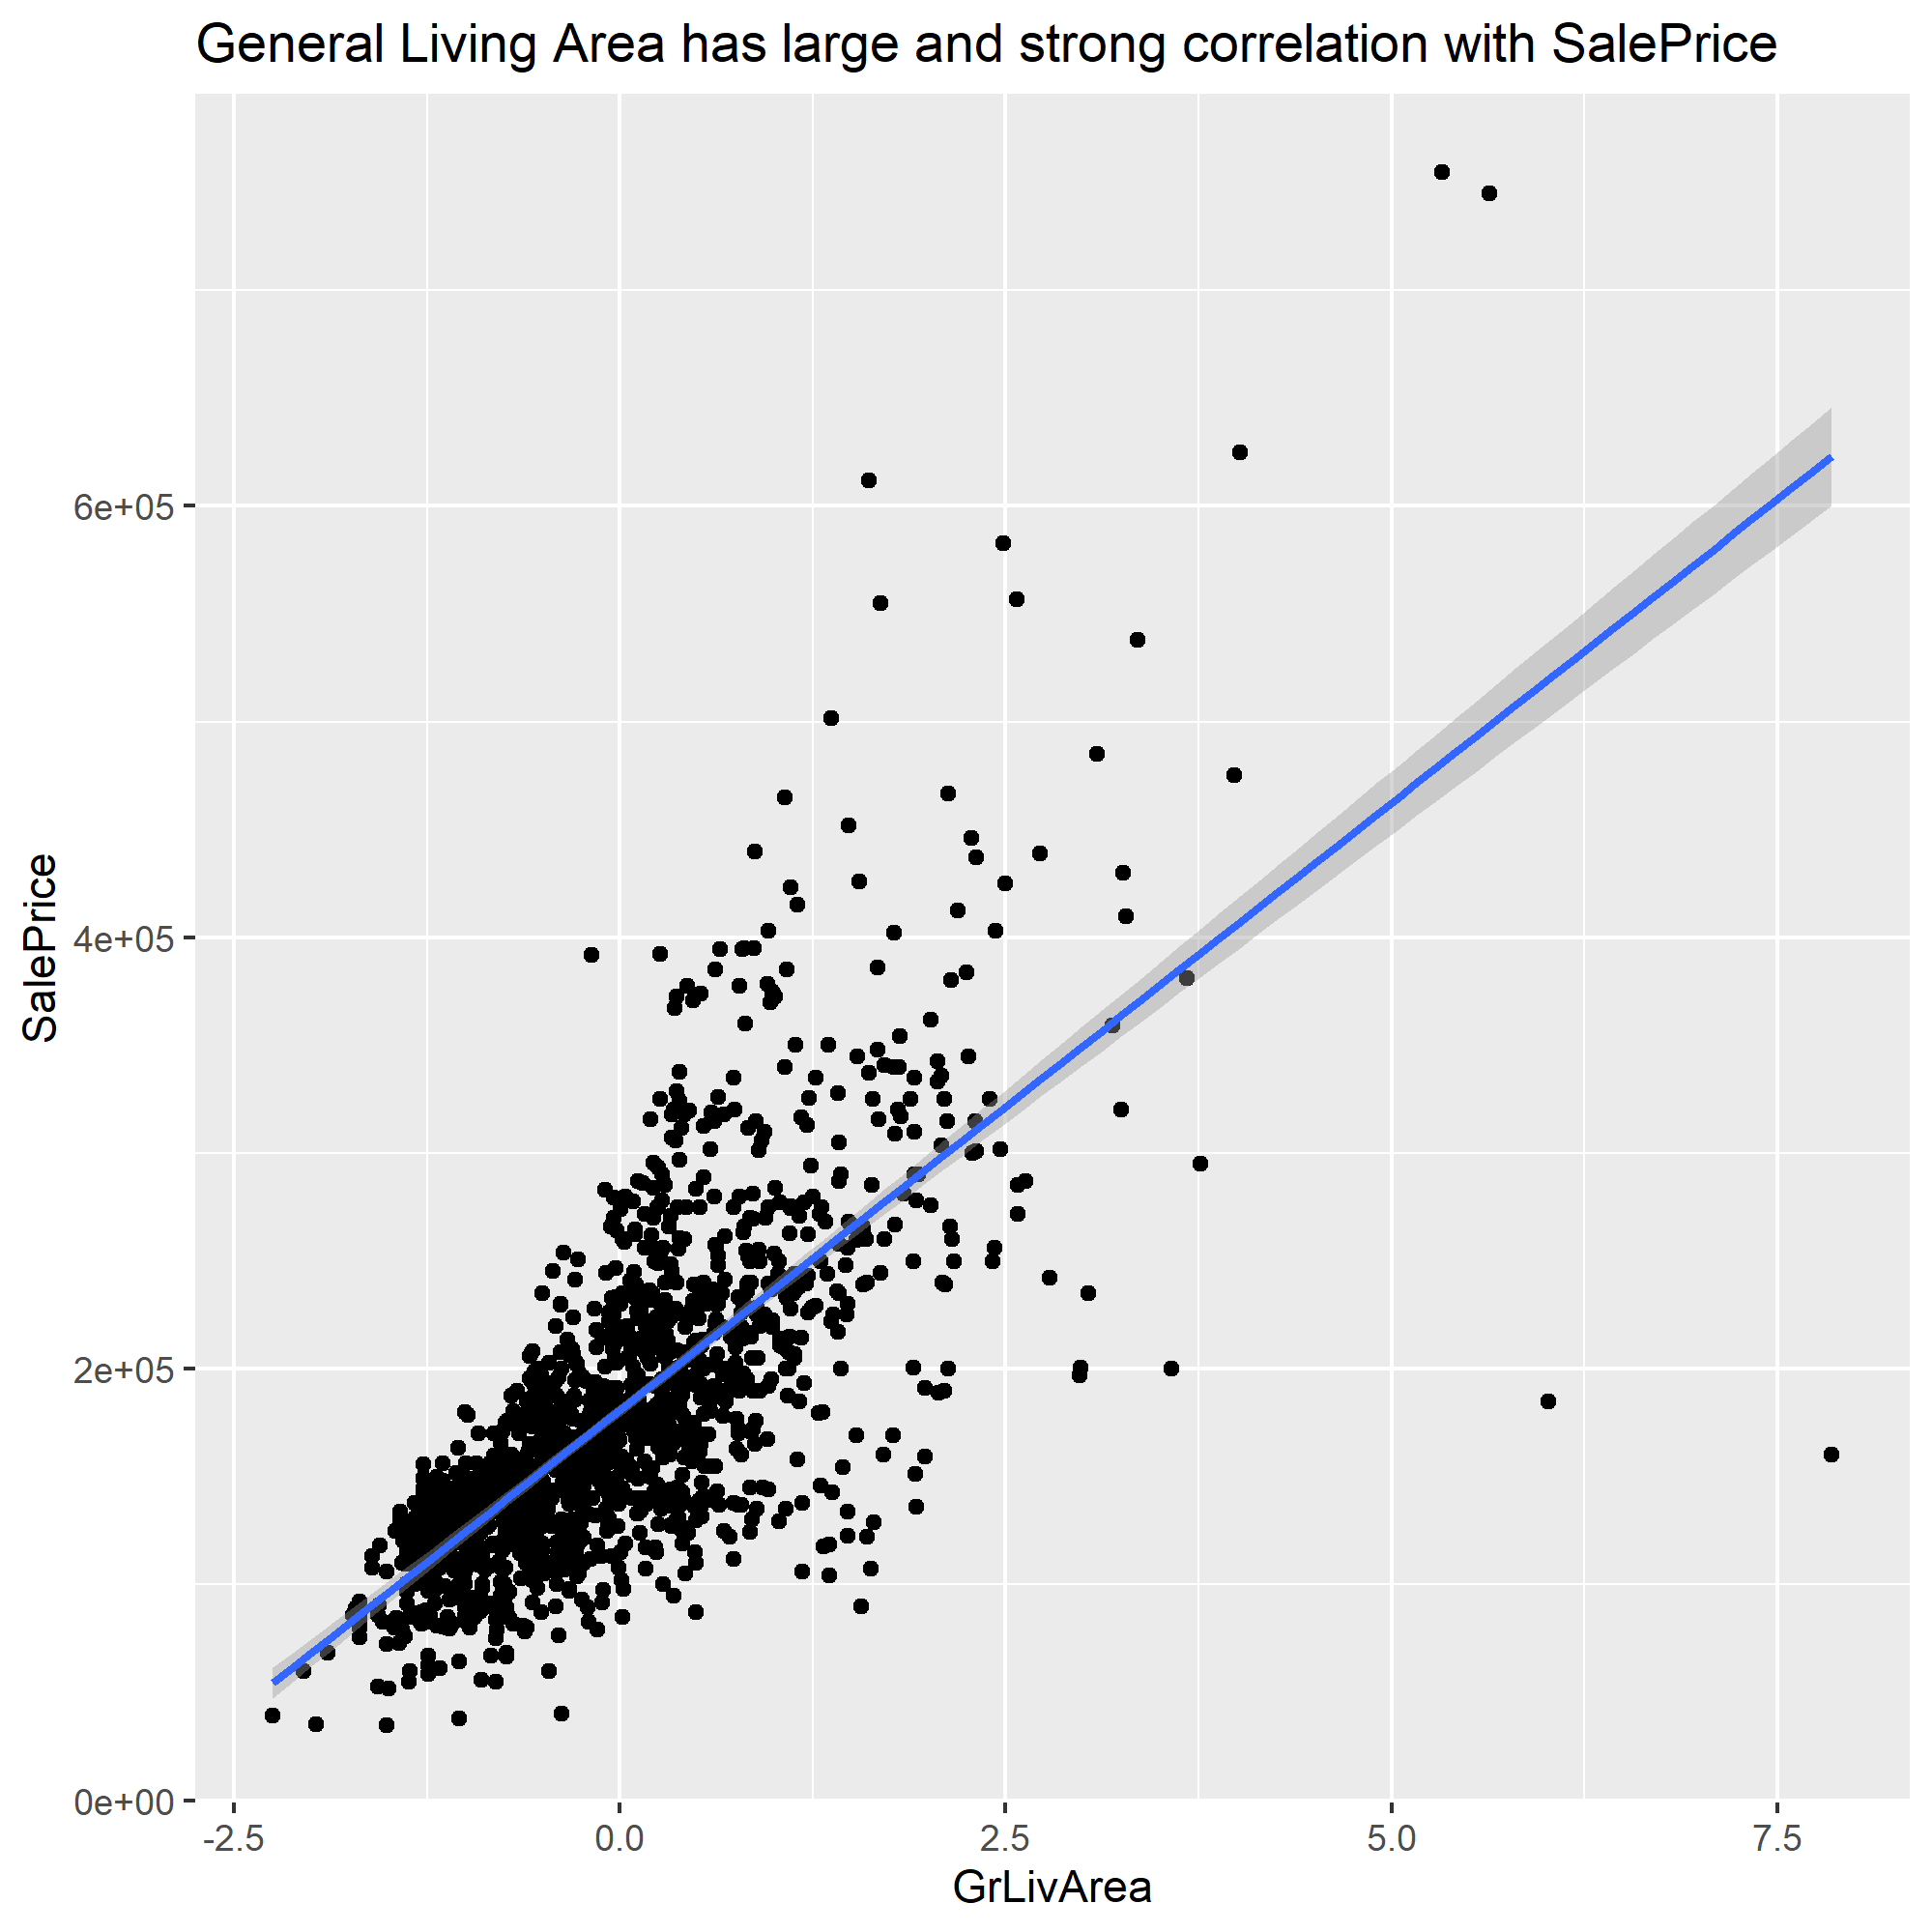 General Living Area has large and strong correlation with SalePrice
SalePrice
6e+05
4e+05
2e+05
0e+00
-2.5 0.0 2.5 5.0 7.5
GrLivArea